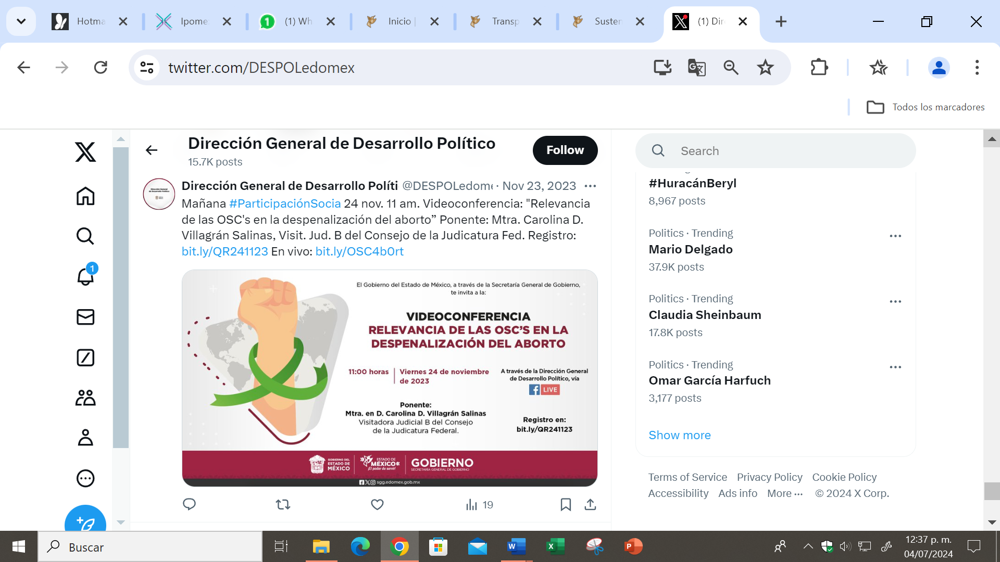 Hotma
Ipome
(1) Wh
Inicio |
Transp
Susten
(1) Dir
twitter.com/DESPOLedomex
Todos los marcadores
Dirección General de Desarrollo Político
15.7K posts
Follow
Search
Dirección General de Desarrollo Políti @DESPOLedome · Nov 23, 2023
Mañana #ParticipaciónSocia 24 nov. 11 am. Videoconferencia: "Relevancia
de las OSC's en la despenalización del aborto” Ponente: Mtra. Carolina D.
Villagrán Salinas, Visit. Jud. B del Consejo de la Judicatura Fed. Registro:
bit.ly/QR241123 En vivo: bit.ly/OSC4b0rt
El Gobierno del Estado de México, a través de la Secretaría General de Gobierno,
te invita a la:
VIDEOCONFERENCIA
RELEVANCIA DE LAS OSC’S EN LA
DESPENALIZACIÓN DEL ABORTO
11:00 horas
Viernes 24 de noviembre
de 2023
A través de la Dirección General
de Desarrollo Político, vía
LIVE
Ponente:
Mtra. en D. Carolina D. Villagrán Salinas
Visitadora Judicial B del Consejo
de la Judicatura Federal.
Registro en:
bit.ly/QR241123
GOBIERNO DEL
ESTADO DE
MÉXICO
ESTADO DE
MÉXICO
¡El poder de servir!
GOBIERNO
SECRETARÍA GENERAL DE GOBIERNO
sgg.edomex.gob.mx
19
#HuracánBeryl
8,967 posts
Politics · Trending
Mario Delgado
37.9K posts
Politics · Trending
Claudia Sheinbaum
17.8K posts
Politics · Trending
Omar García Harfuch
3,177 posts
Show more
Terms of Service Privacy Policy Cookie Policy
Accessibility Ads info More ··· © 2024 X Corp.
1
Buscar
12:37 p. m.
04/07/2024